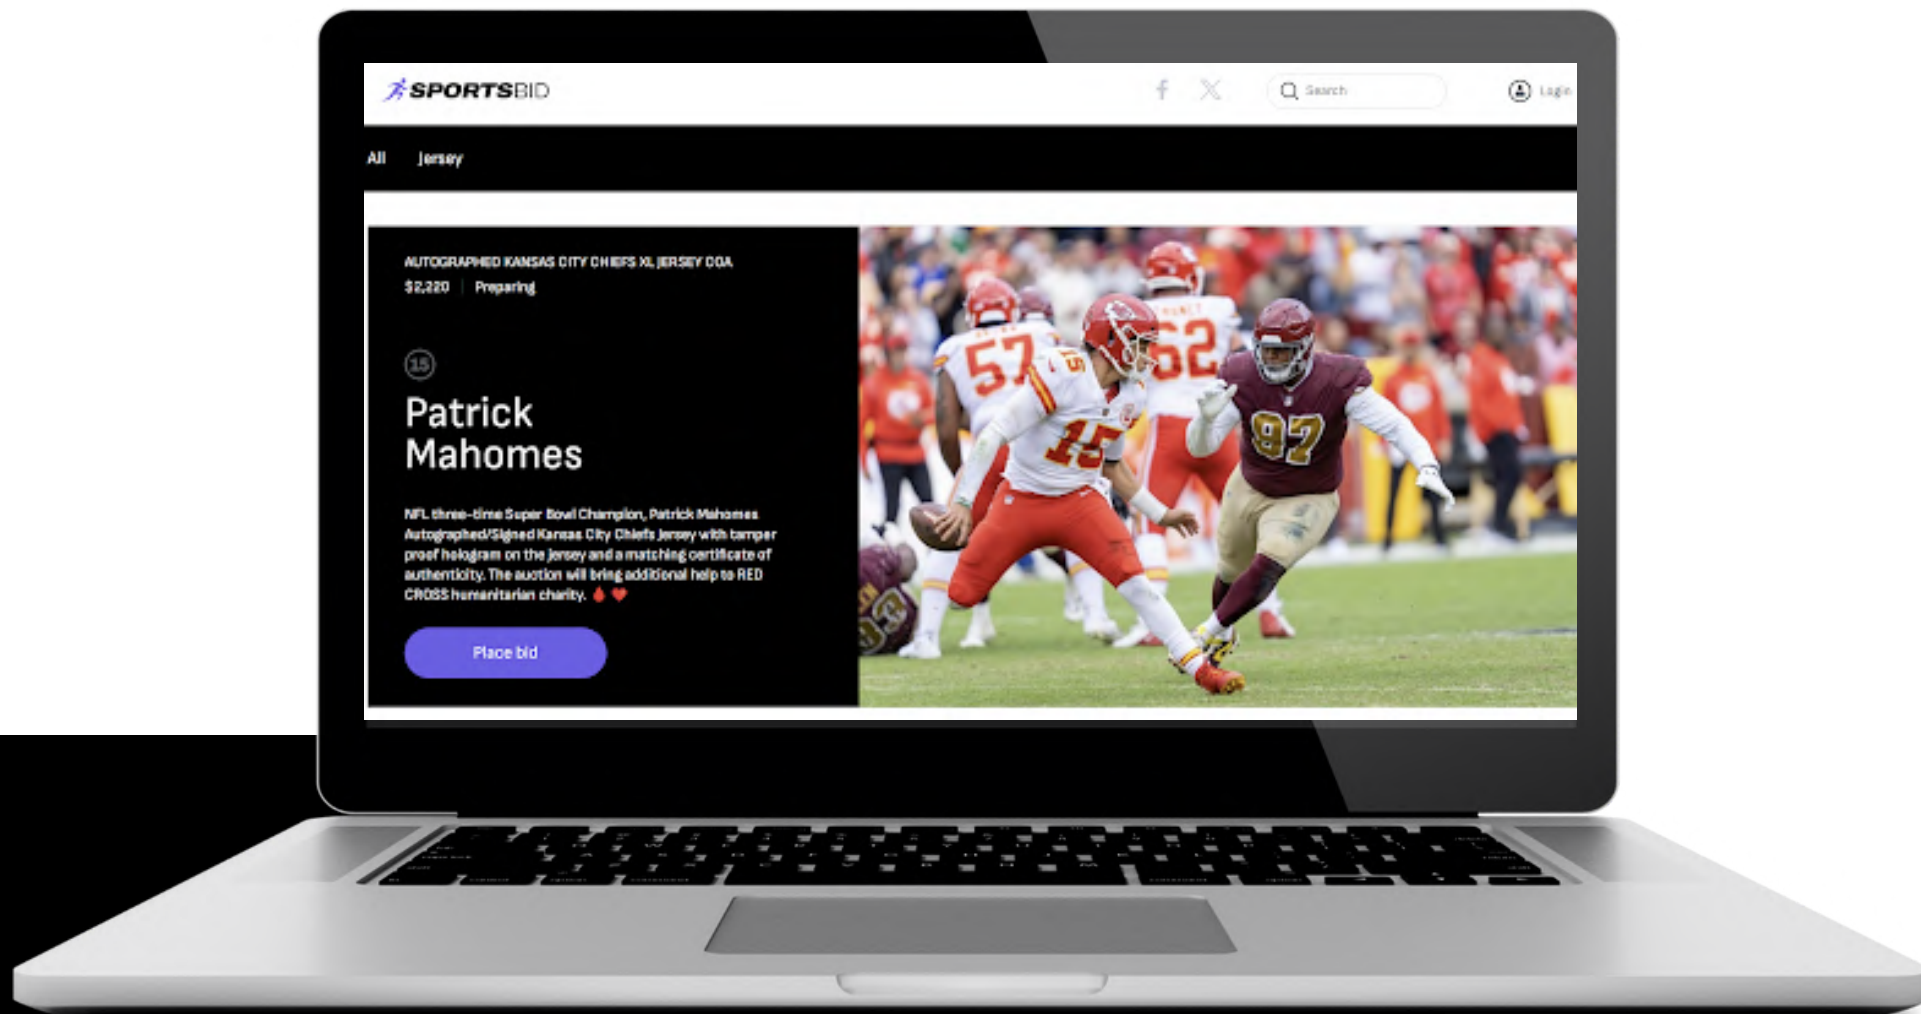 SPORTSBID
Search
Login
All Jersey
AUTOGRAPHED KANSAS CITY CHIEFS XL JERSEY COA
$2,220 | Preparing
15
Patrick
Mahomes
NFL three-time Super Bowl Champion, Patrick Mahomes
Autographed/Signed Kansas City Chiefs Jersey with tamper
proof hologram on the jersey and a matching certificate of
authenticity. The auction will bring additional help to RED
CROSS humanitarian charity.
Place bid
57
62
15
15
97
93